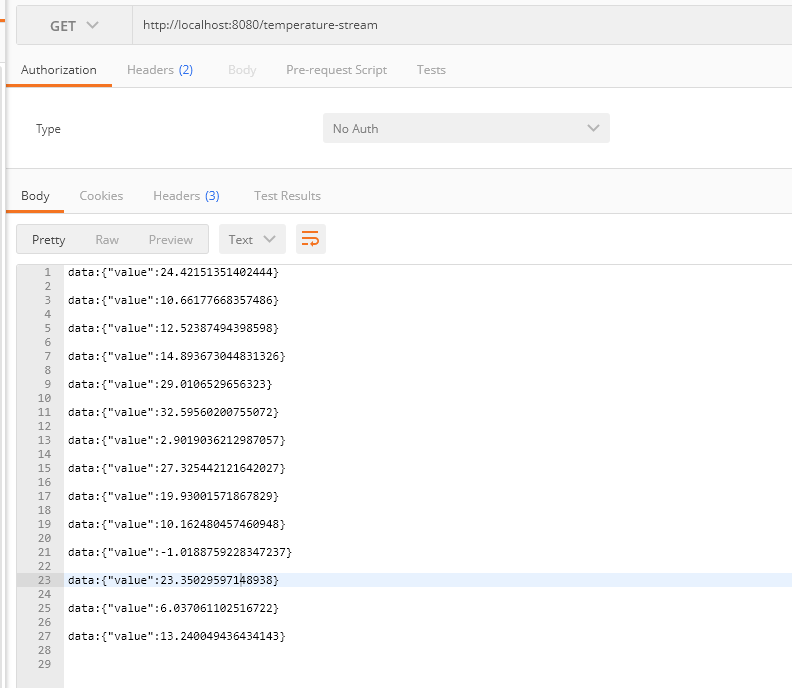 GET http://localhost:8080/temperature-stream
Authorization Headers (2) Body Pre-request Script Tests
Type No Auth
Body Cookies Headers (3) Test Results
Pretty Raw Preview Text
1 data:{"value":24.42151351402444}
2
3 data:{"value":10.66177668357486}
4
5 data:{"value":12.52387494398598}
6
7 data:{"value":14.893673044831326}
8
9 data:{"value":29.0106529656323}
10
11 data:{"value":32.59560200755072}
12
13 data:{"value":2.9019036212987057}
14
15 data:{"value":27.325442121642027}
16
17 data:{"value":19.93001571867829}
18
19 data:{"value":10.162480457460948}
20
21 data:{"value":-1.0188759228347237}
22
23 data:{"value":23.35029597148938}
24
25 data:{"value":6.037061102516722}
26
27 data:{"value":13.240049436434143}
28
29